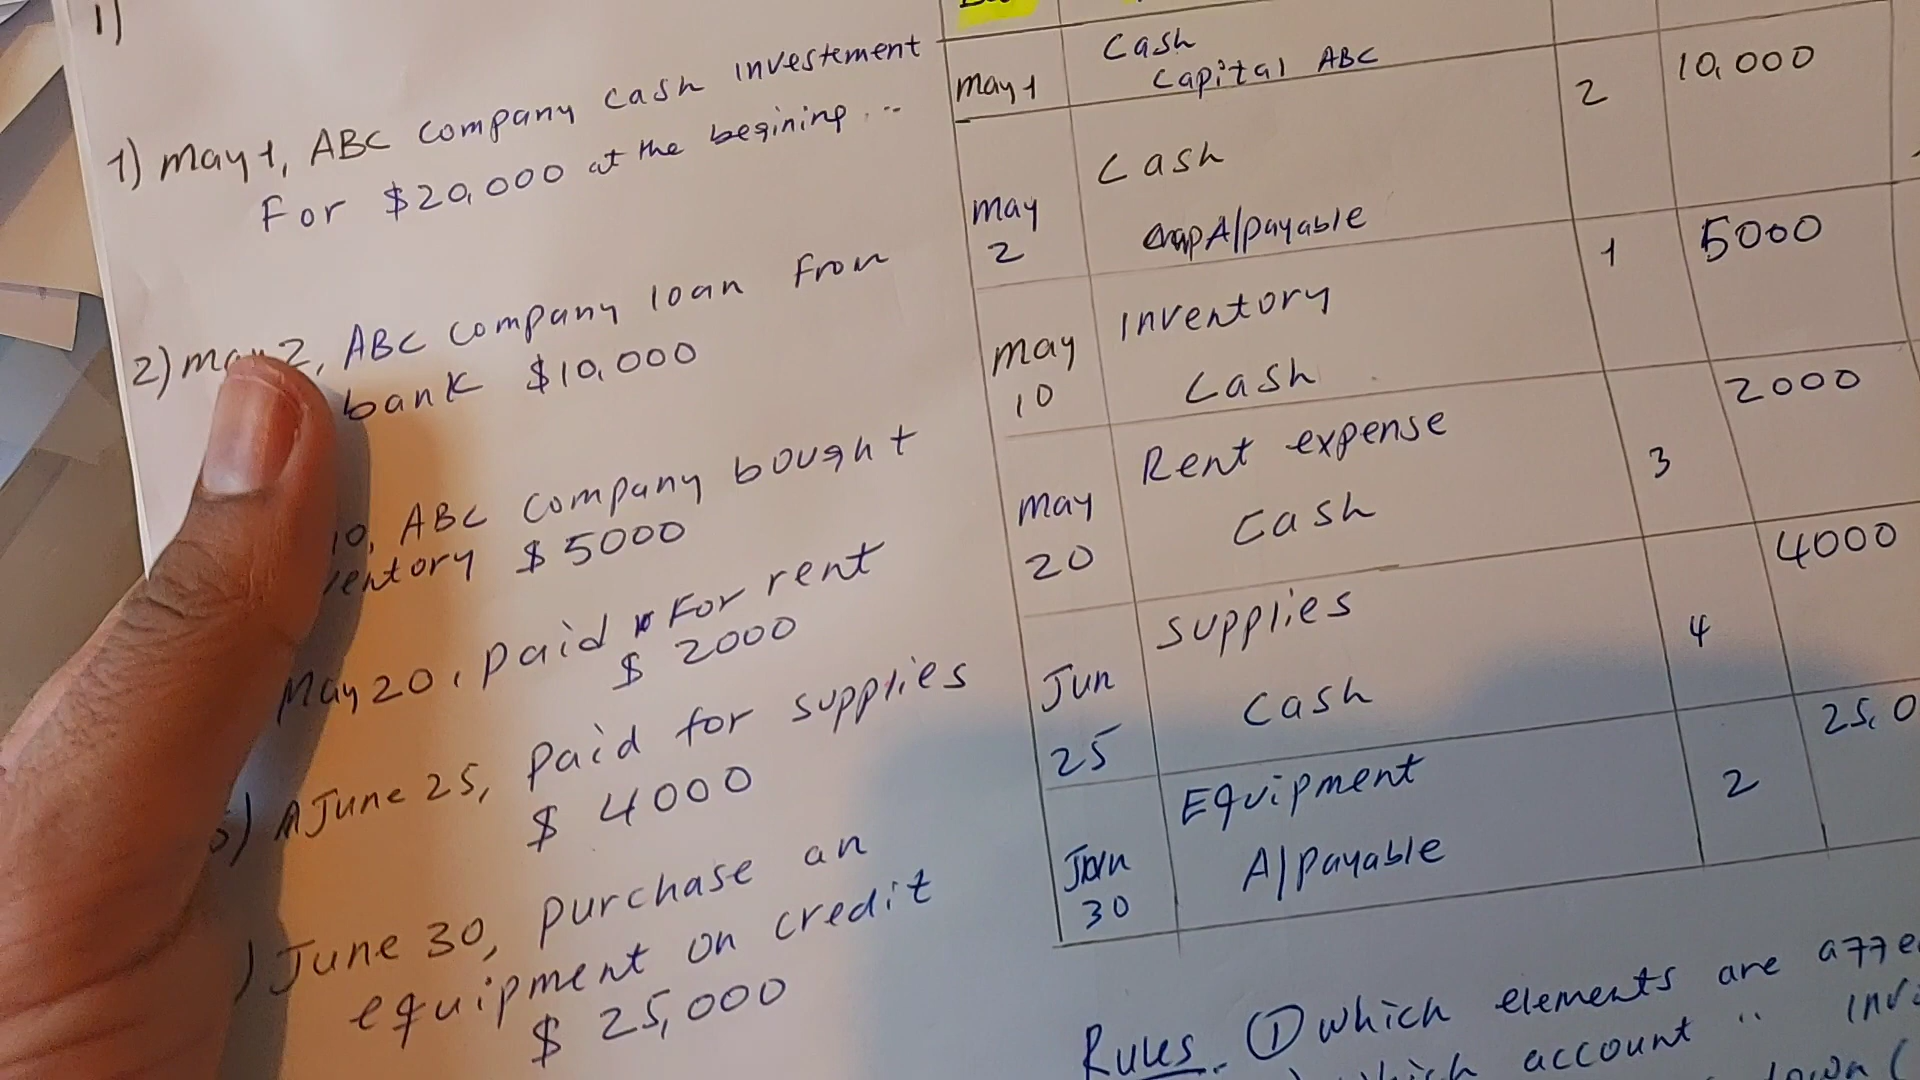 1)
1) may 1, ABC Company cash investement
For $20,000 at the begining ..
2) may 2, ABC Company loan From
bank $10,000
10, ABC Company bought
entory $ 5000
May 20, paid For rent
$ 2000
5) June 25, Paid for supplies
$ 4000
) June 30, purchase an
equipment on credit
$ 25,000
may 1 Cash
Capital ABC
may 2 Cash 2 10,000
A/payable
may 10 Inventory 1 5000
Cash
may 20 Rent expense 3 2000
Cash
Jun 25 Supplies 4 4000
Cash
Jun 30 Equipment 2 25,0
A/payable
Rules. ① which elements are
account "